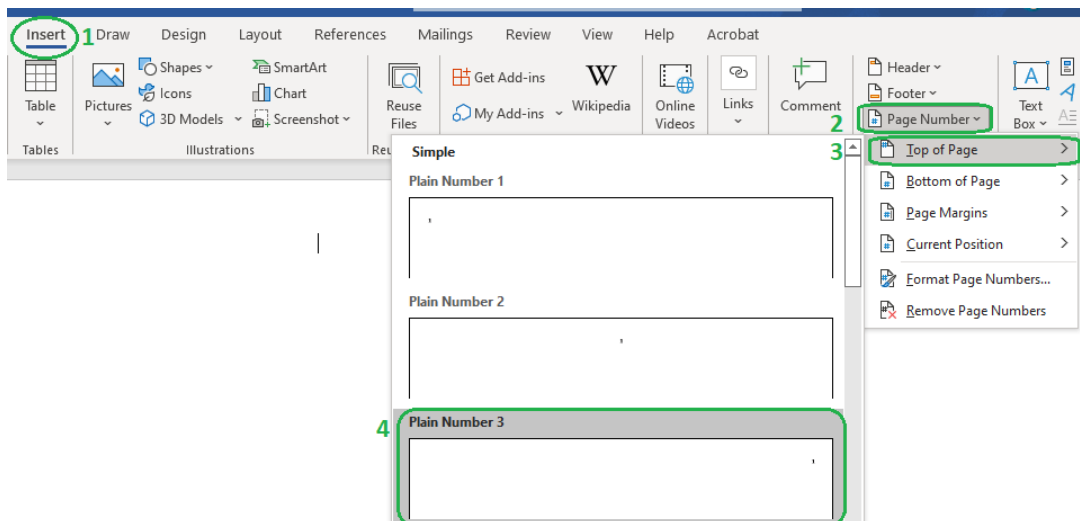 Insert 1 Draw Design Layout References Mailings Review View Help Acrobat
Table
Tables
Pictures
Shapes
Icons
3D Models
SmartArt
Chart
Screenshot
Illustrations
Reuse
Files
Reu
Get Add-ins
My Add-ins
W
Wikipedia
Online
Videos
Links
Comment
Header
Footer
2 Page Number
A
Text
Box
3 Top of Page
Bottom of Page
Page Margins
Current Position
Format Page Numbers...
Remove Page Numbers
Simple
Plain Number 1
Plain Number 2
4 Plain Number 3